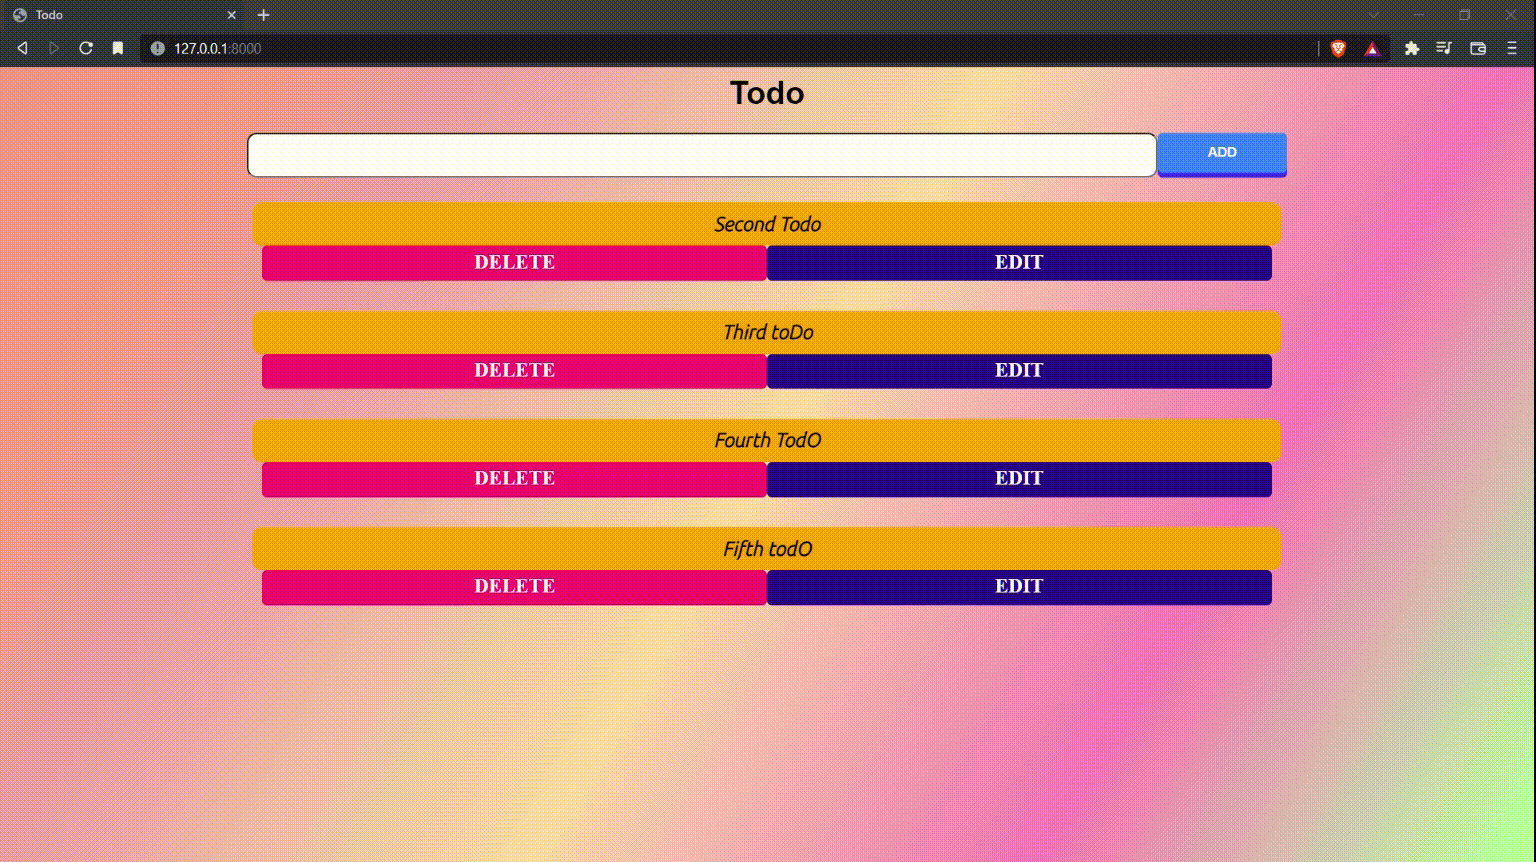 Todo
127.0.0.1:8000
Todo
ADD
Second Todo
DELETE EDIT
Third toDo
DELETE EDIT
Fourth TodO
DELETE EDIT
Fifth todO
DELETE EDIT